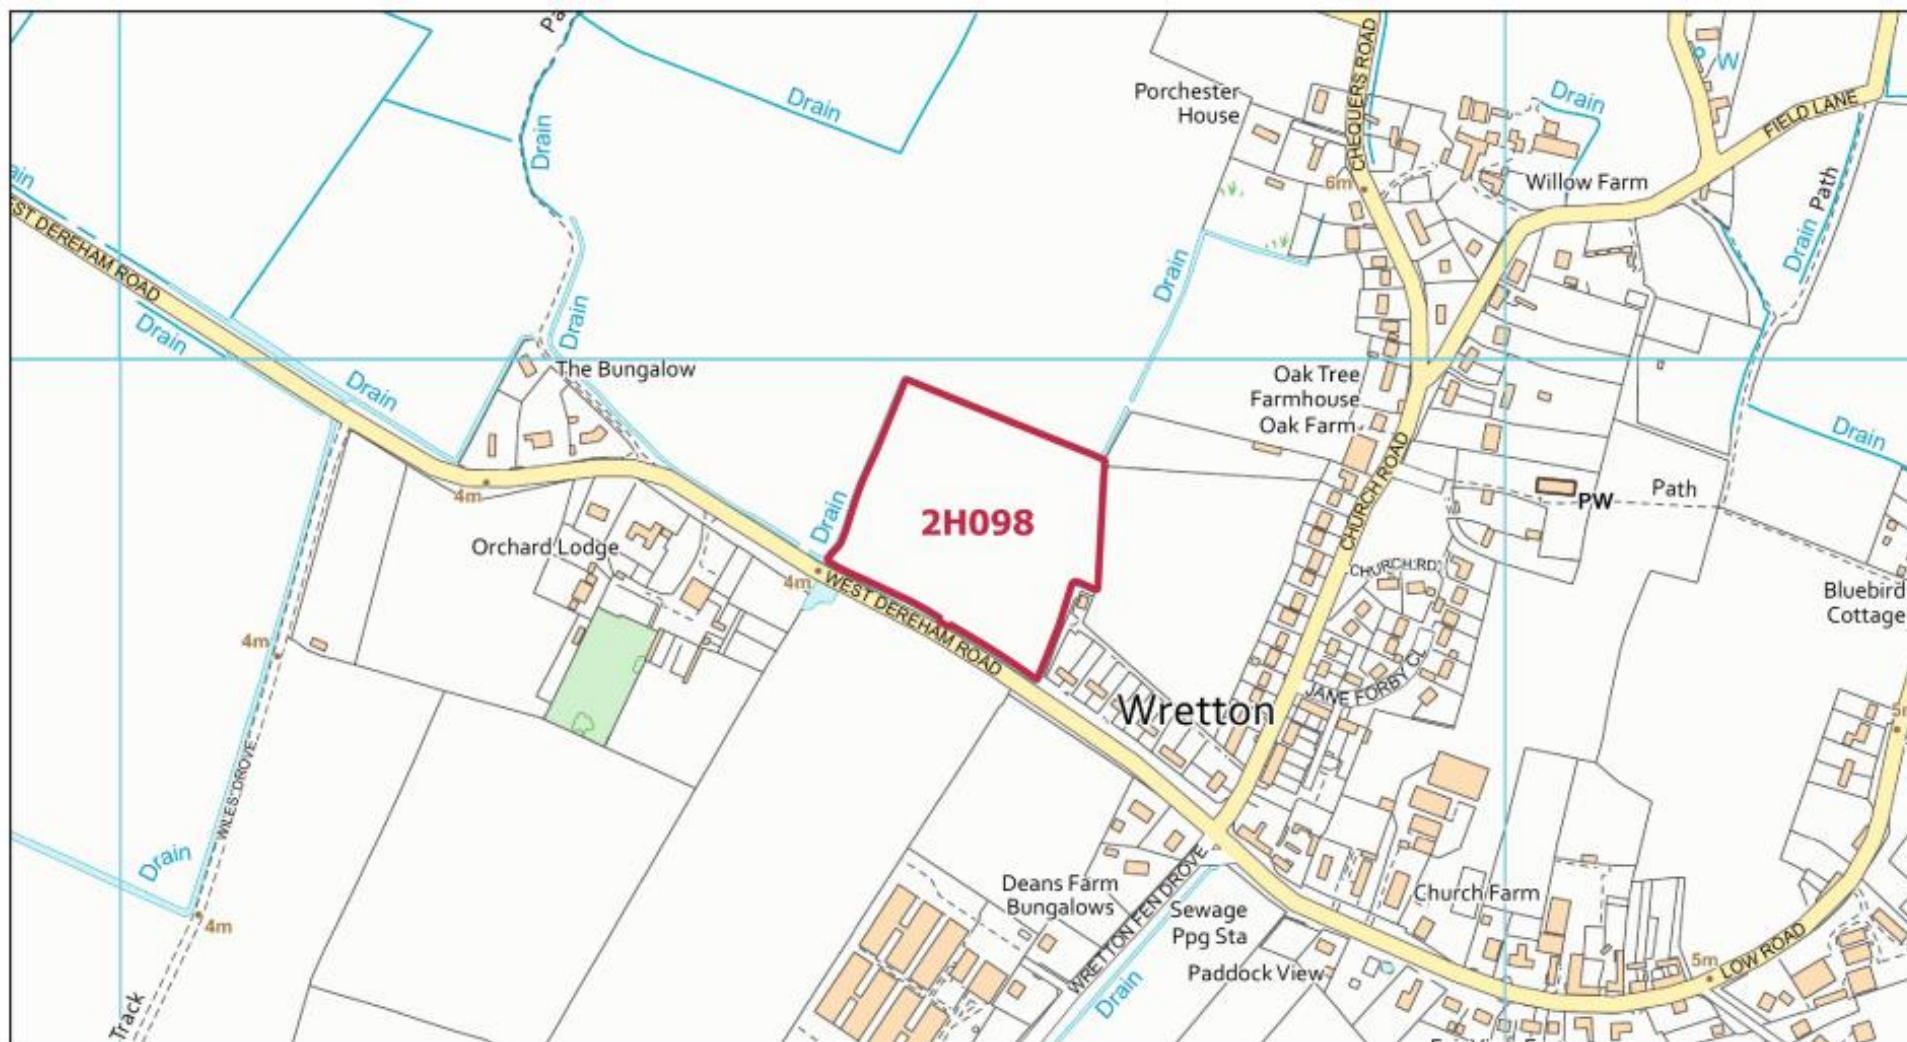 Drain
Porchester
House
CHEQUERS ROAD
Drain
W
FIELD LANE
Drain
6m
Willow Farm
Path
Drain
Drain
WEST DEREHAM ROAD
Drain
Drain
Drain
The Bungalow
Drain
Oak Tree
Farmhouse
Oak Farm
CHURCH ROAD
Drain
4m
Drain
2H098
PW
Path
Orchard Lodge
4m
WEST DEREHAM ROAD
CHURCH RD
Bluebird
Cottage
4m
JANE FORBY CL
Wretton
WILES DROVE
Drain
4m
Deans Farm
Bungalows
WRETTON FEN DROVE
Sewage
Ppg Sta
Church Farm
Paddock View
Drain
5m
LOW ROAD
Track